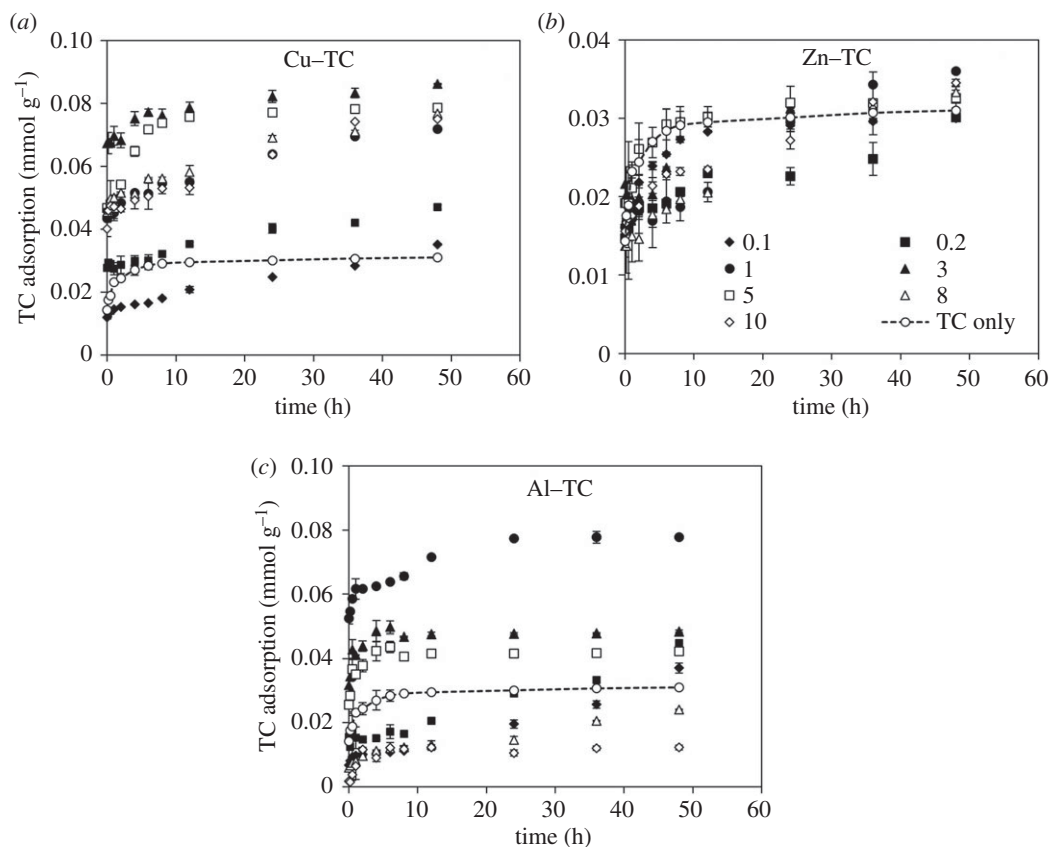 (a)
Cu–TC
TC adsorption (mmol g⁻¹)
0.10
0.08
0.06
0.04
0.02
0
0 10 20 30 40 50 60
time (h)
(b)
Zn–TC
0.04
0.03
0.02
0.01
0
0.1 0.2
1 3
5 8
10 TC only
0 10 20 30 40 50 60
time (h)
(c)
Al–TC
TC adsorption (mmol g⁻¹)
0.10
0.08
0.06
0.04
0.02
0
0 10 20 30 40 50 60
time (h)